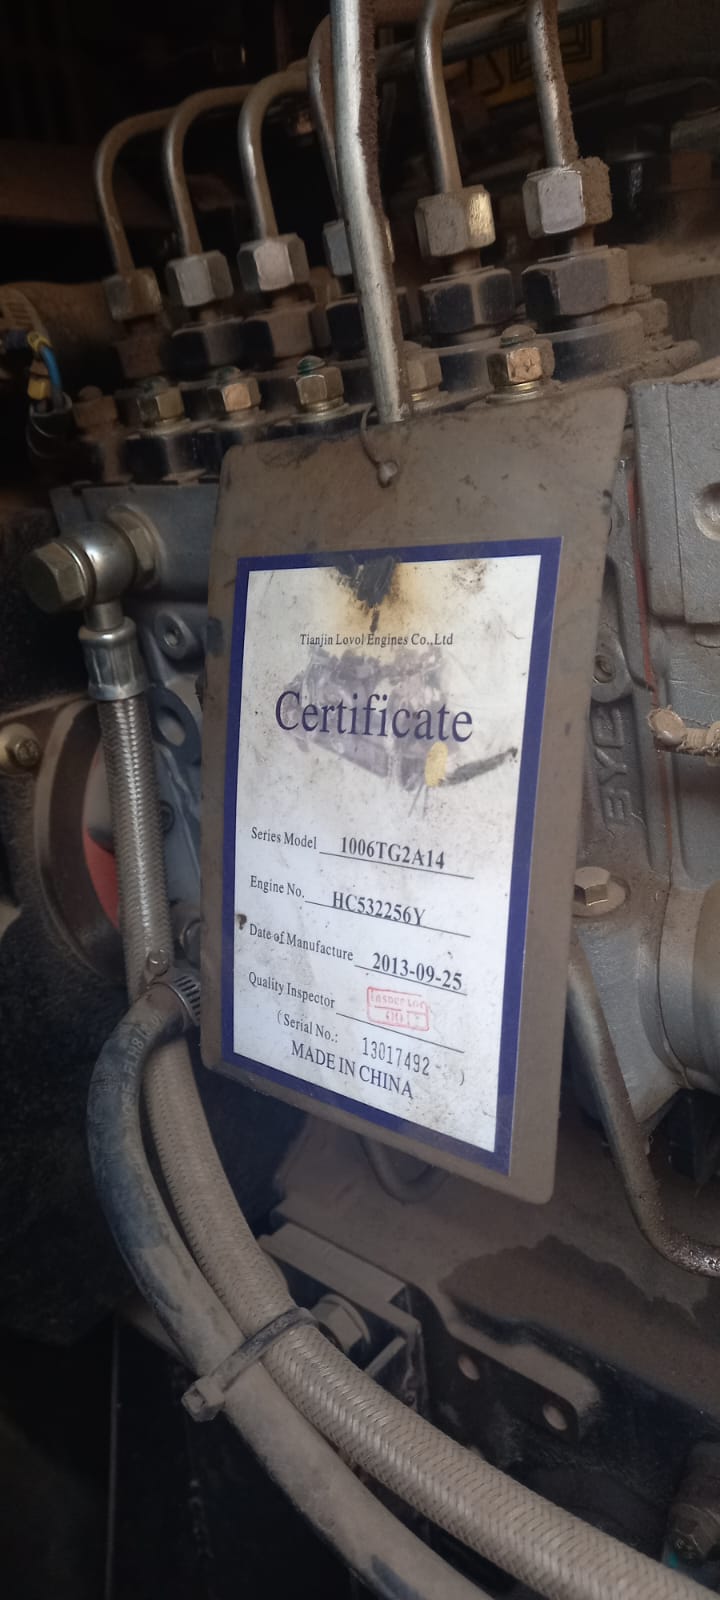 Tianjin Lovol Engines Co.,Ltd
Certificate
Series Model 1006TG2A14
Engine No. HC532256Y
Date of Manufacture 2013-09-25
Quality Inspector
(Serial No.: 13017492 )
MADE IN CHINA
BYC